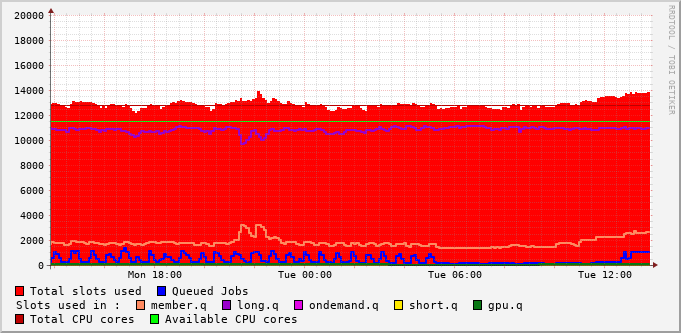 20000
18000
16000
14000
12000
10000
8000
6000
4000
2000
0
Mon 18:00 Tue 00:00 Tue 06:00 Tue 12:00
RRDTOOL / TOBI OETIKER
Total slots used Queued Jobs
Slots used in : member.q long.q ondemand.q short.q gpu.q
Total CPU cores Available CPU cores